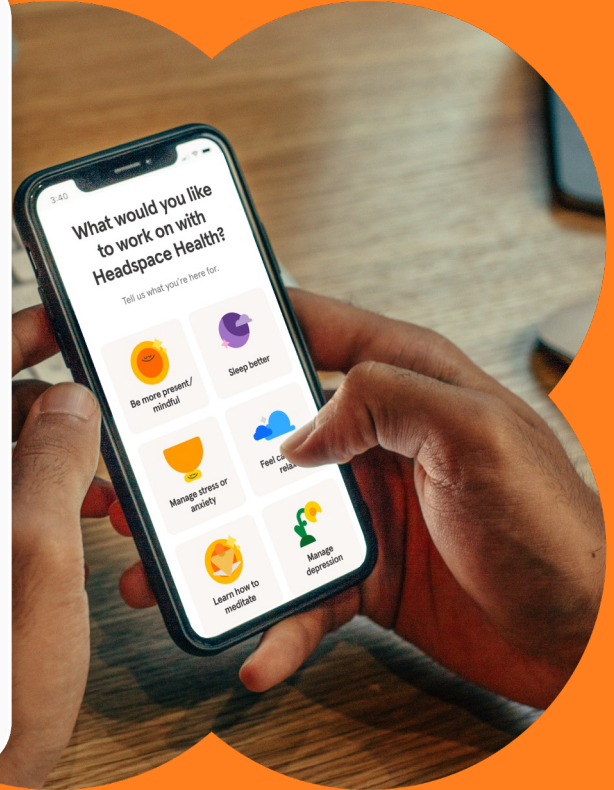 3:40
What would you like
to work on with
Headspace Health?
Tell us what you're here for.
Be more present/
mindful
Sleep better
Manage stress or
anxiety
Feel
Learn how to
meditate
Manage
depression